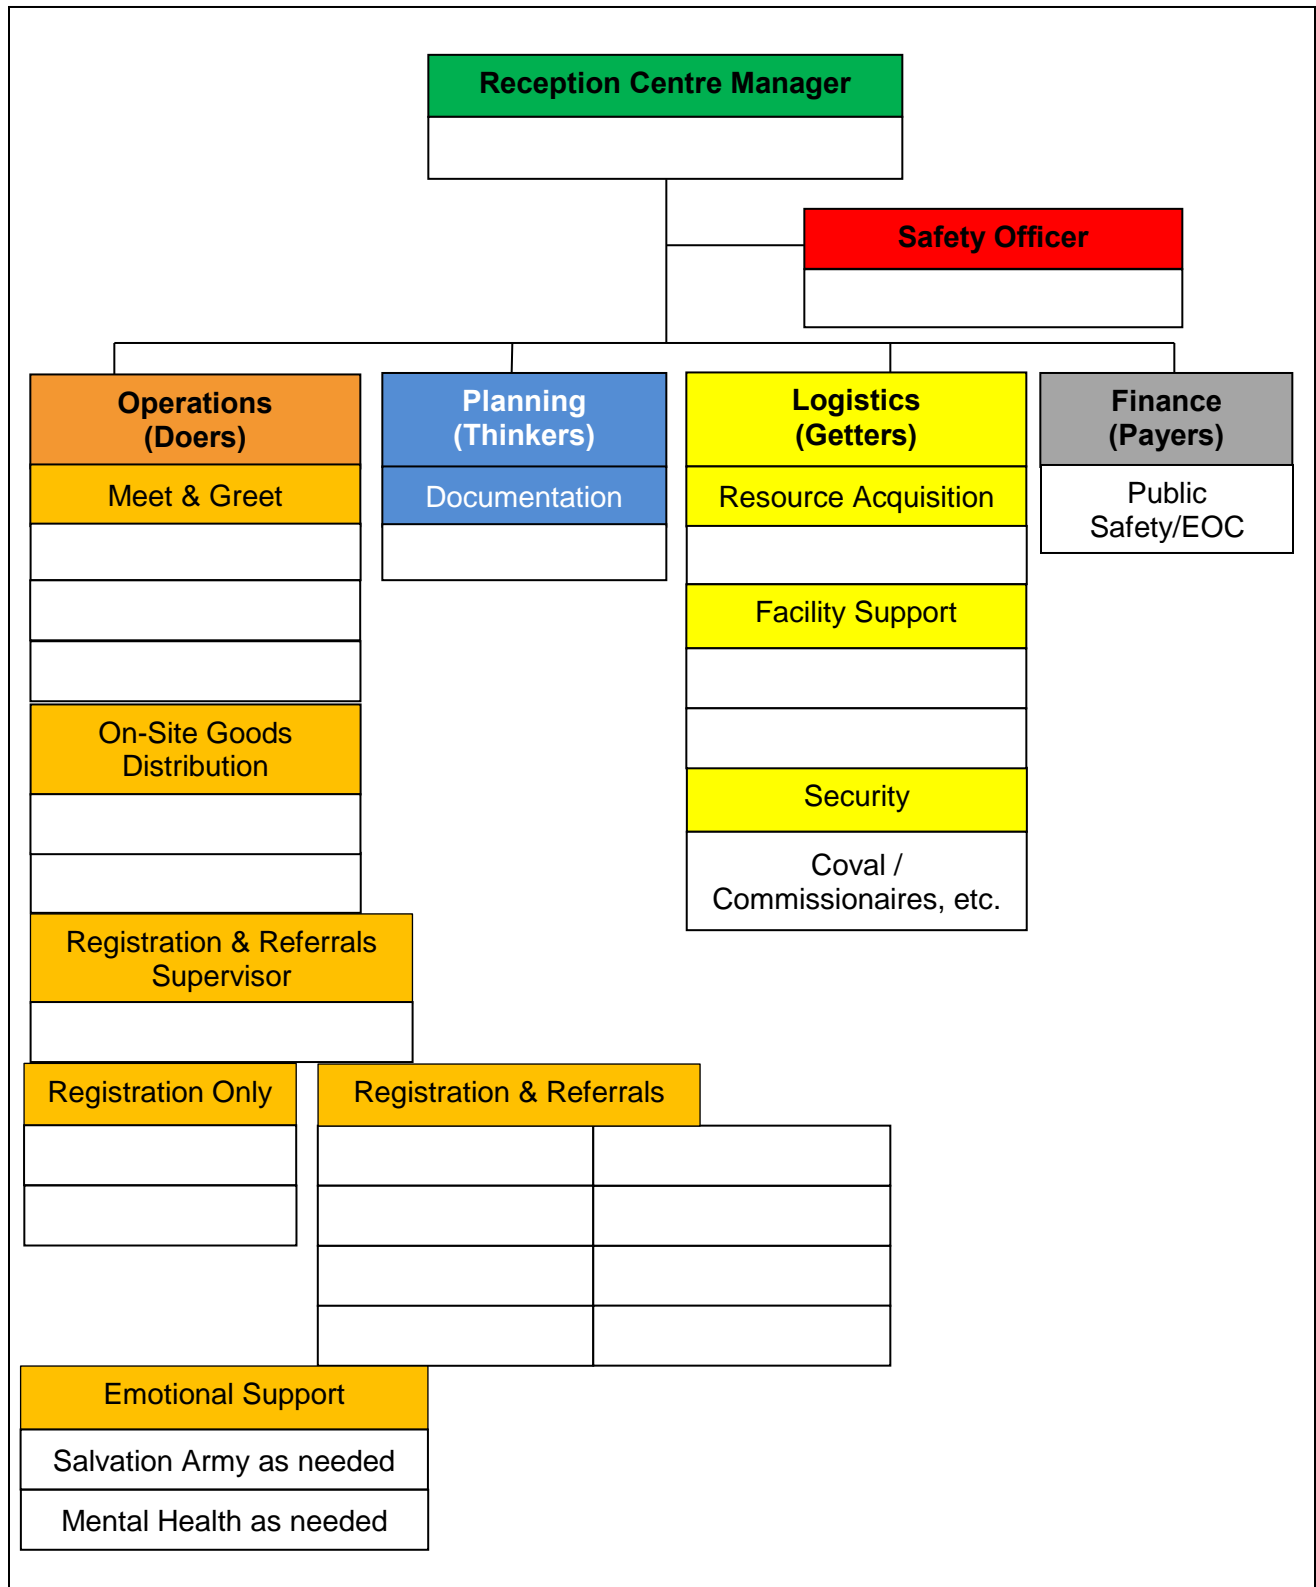 Reception Centre Manager
Safety Officer
Operations
(Doers)
Meet & Greet
On-Site Goods
Distribution
Registration & Referrals
Supervisor
Registration Only
Registration & Referrals
Emotional Support
Salvation Army as needed
Mental Health as needed
Planning
(Thinkers)
Documentation
Logistics
(Getters)
Resource Acquisition
Facility Support
Security
Coval /
Commissionaires, etc.
Finance
(Payers)
Public
Safety/EOC